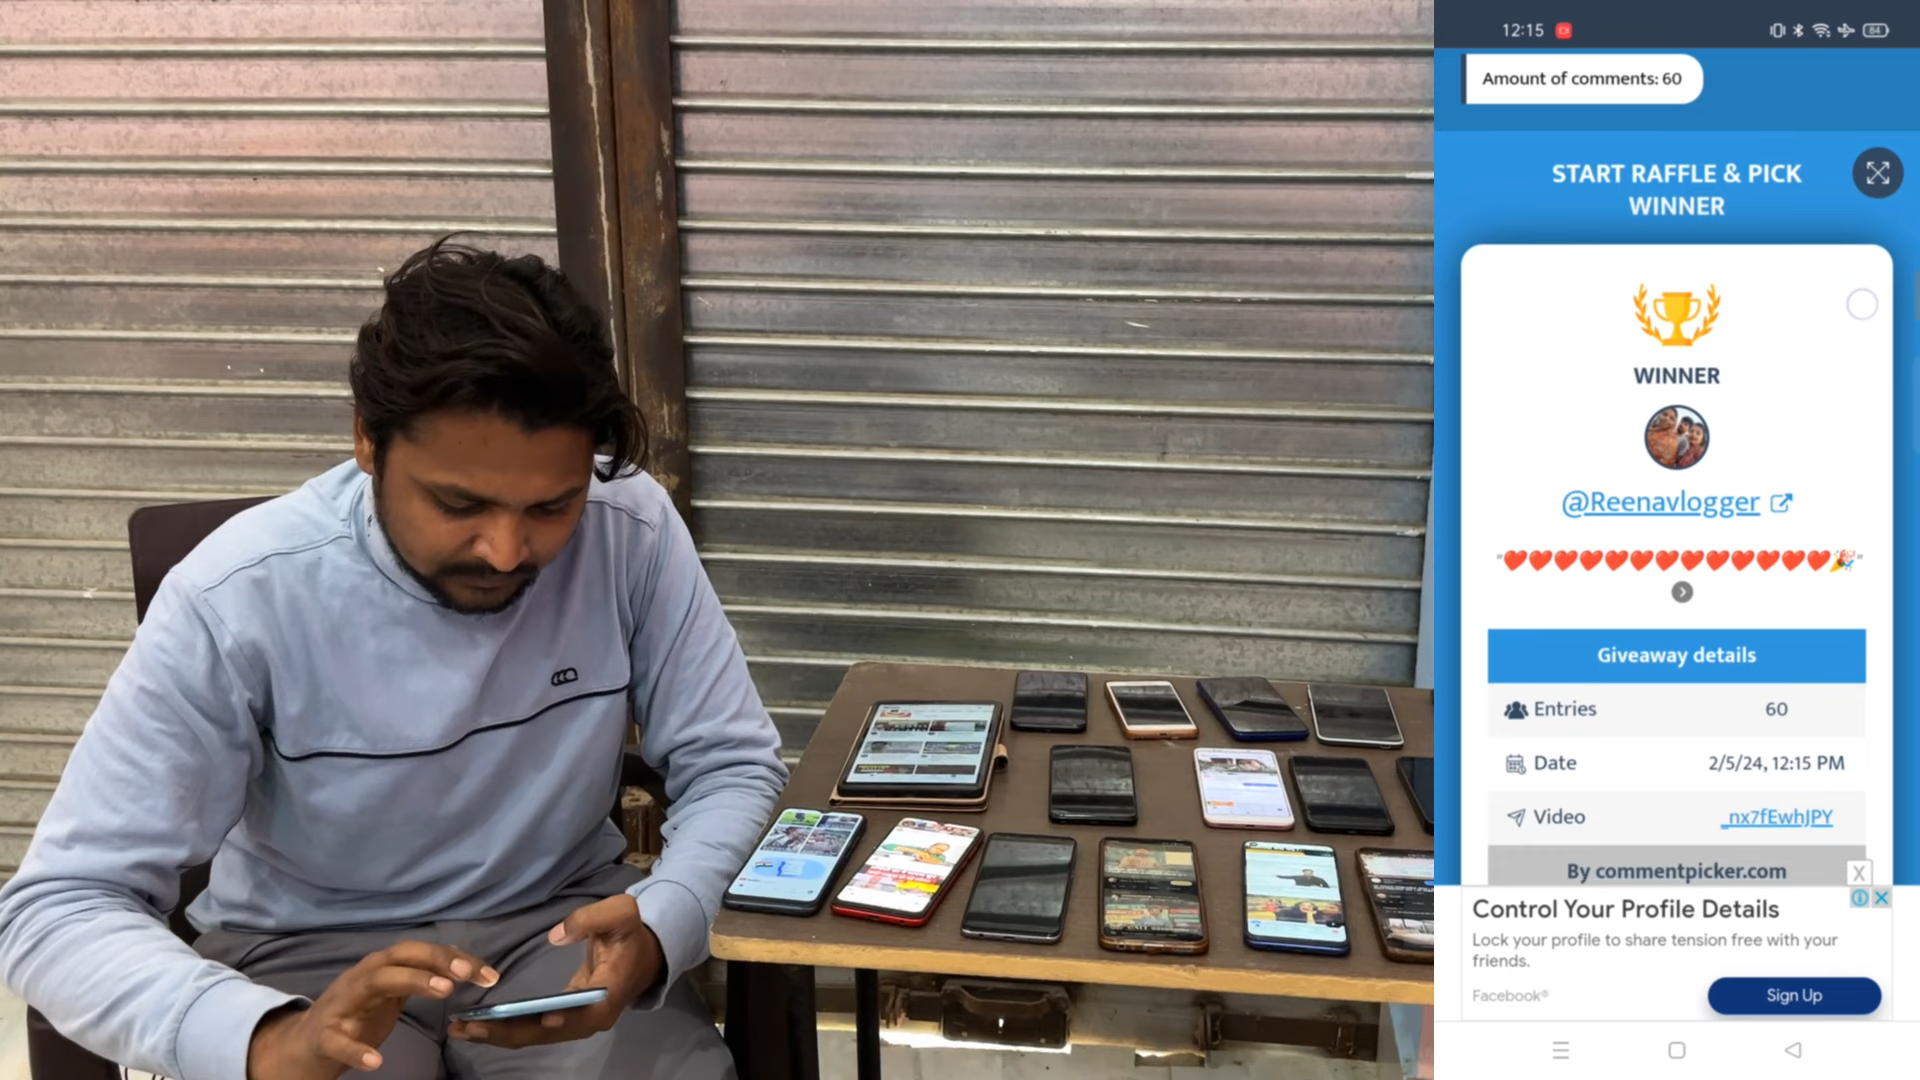 12:15
84
Amount of comments: 60
START RAFFLE & PICK
WINNER
WINNER
@Reenavlogger
"❤️❤️❤️❤️❤️❤️❤️❤️❤️❤️❤️❤️❤️🎉"
Giveaway details
Entries 60
Date 2/5/24, 12:15 PM
Video _nx7fEwhJPY
By commentpicker.com
X
Control Your Profile Details
Lock your profile to share tension free with your
friends.
Facebook®
Sign Up